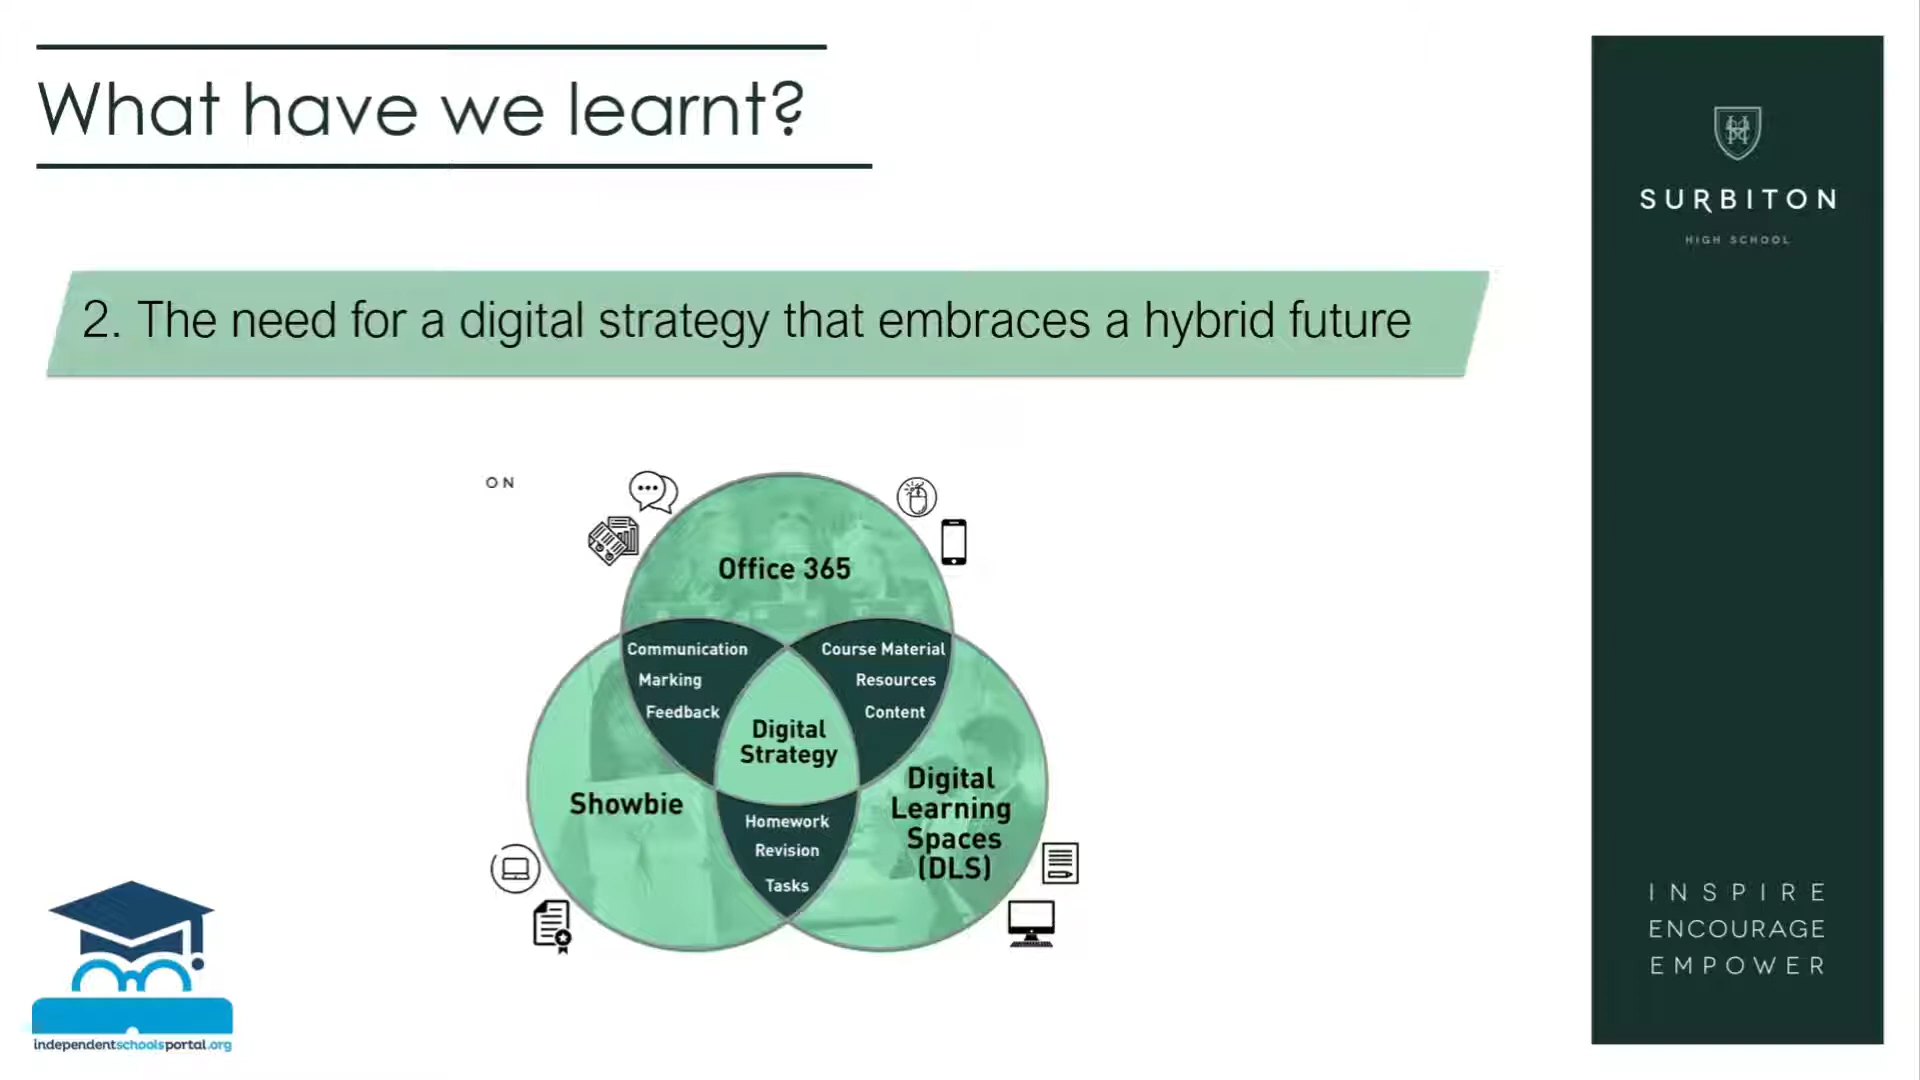 What have we learnt?
SURBITON
HIGH SCHOOL
2. The need for a digital strategy that embraces a hybrid future
ON
Office 365
Communication
Marking
Feedback
Course Material
Resources
Content
Digital
Strategy
Showbie
Digital
Learning
Spaces
(DLS)
Homework
Revision
Tasks
INSPIRE
ENCOURAGE
EMPOWER
independentschoolsportal.org